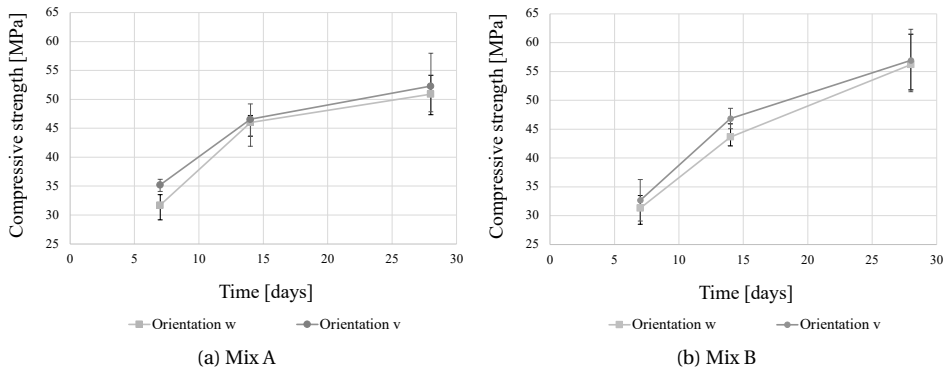 Compressive strength [MPa]
65
60
55
50
45
40
35
30
25
0 5 10 15 20 25 30
Time [days]
Orientation w Orientation v
(a) Mix A
Compressive strength [MPa]
65
60
55
50
45
40
35
30
25
0 5 10 15 20 25 30
Time [days]
Orientation w Orientation v
(b) Mix B